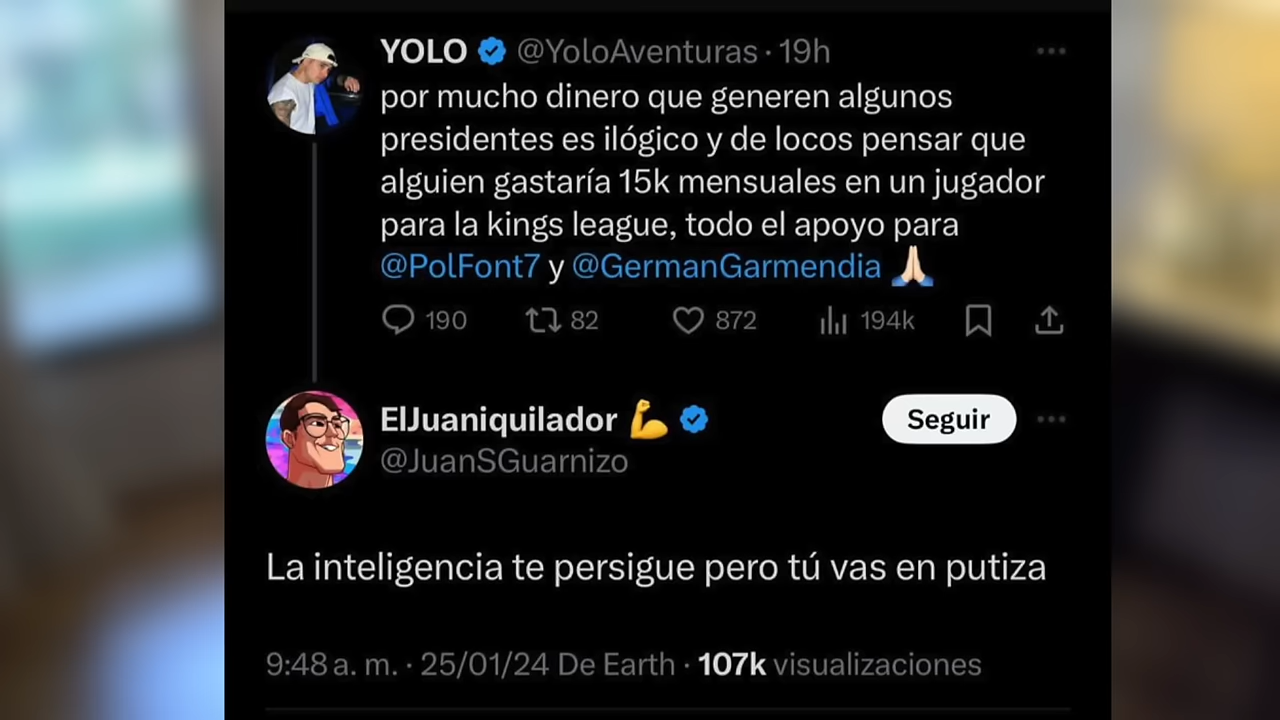 YOLO @YoloAventuras · 19h
por mucho dinero que generen algunos
presidentes es ilógico y de locos pensar que
alguien gastaría 15k mensuales en un jugador
para la kings league, todo el apoyo para
@PolFont7 y @GermanGarmendia 🙏🏻
190 82 872 194k
ElJuaniquilador 💪 Seguir
@JuanSGuarnizo
La inteligencia te persigue pero tú vas en putiza
9:48 a. m. · 25/01/24 De Earth · 107k visualizaciones